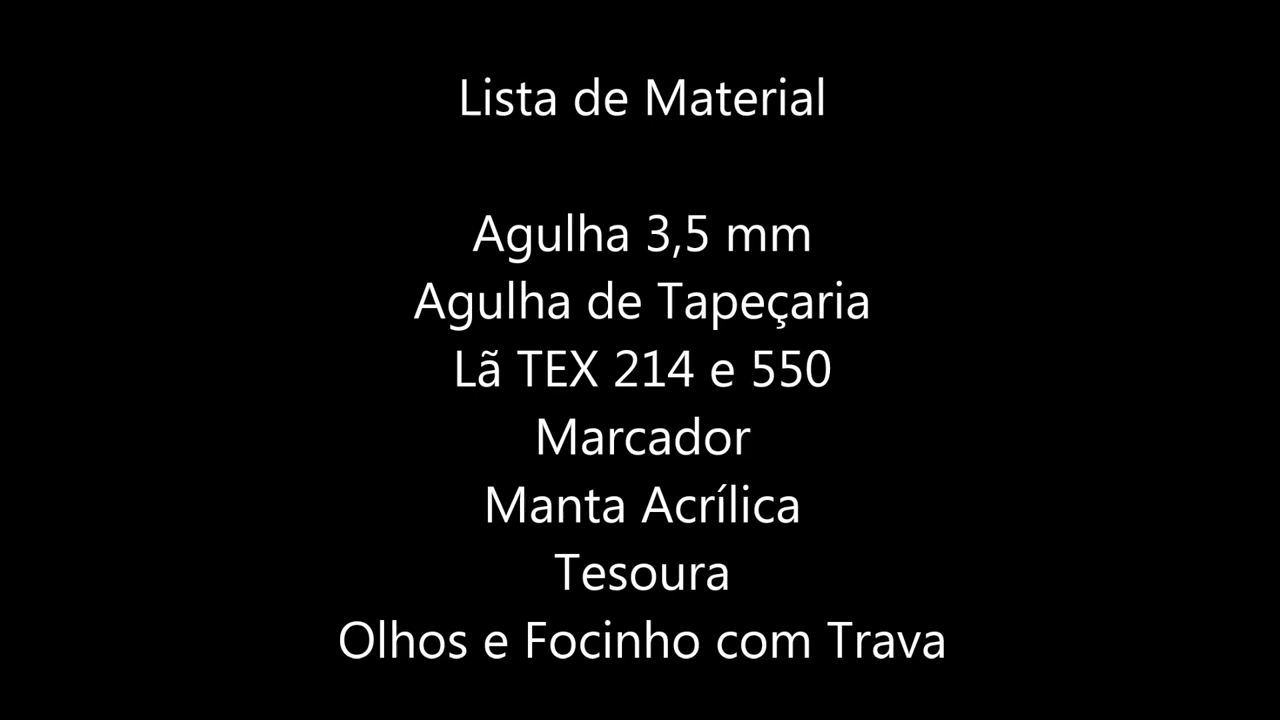 Lista de Material
Agulha 3,5 mm
Agulha de Tapeçaria
Lã TEX 214 e 550
Marcador
Manta Acrílica
Tesoura
Olhos e Focinho com Trava